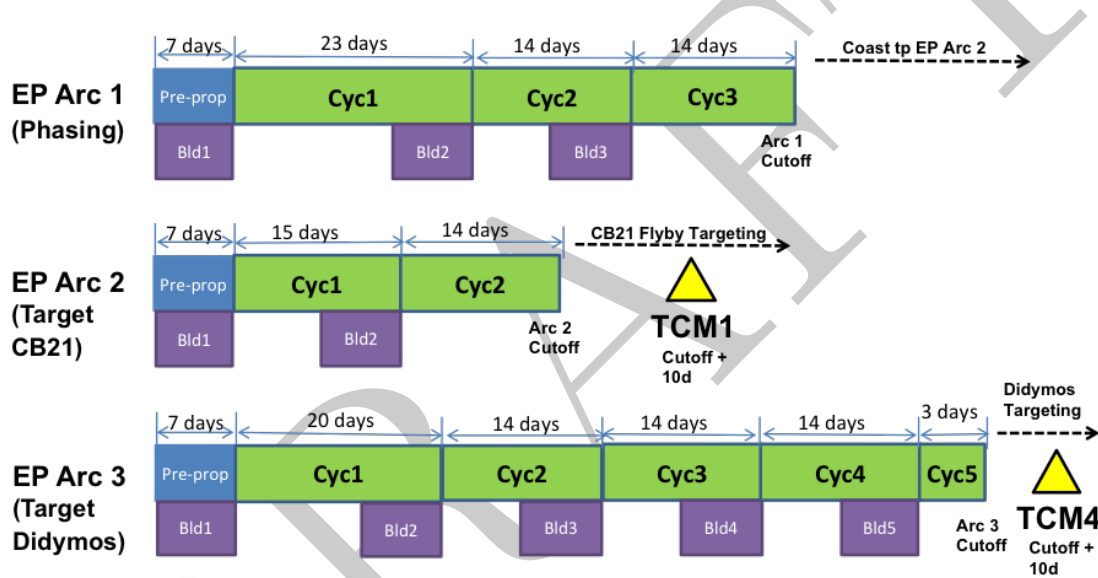 7 days
23 days
14 days
14 days
Coast tp EP Arc 2
EP Arc 1
(Phasing)
Pre-prop
Cyc1
Cyc2
Cyc3
Bld1
Bld2
Bld3
Arc 1
Cutoff
7 days
15 days
14 days
CB21 Flyby Targeting
EP Arc 2
(Target
CB21)
Pre-prop
Cyc1
Cyc2
Bld1
Bld2
Arc 2
Cutoff
TCM1
Cutoff +
10d
7 days
20 days
14 days
14 days
14 days
3 days
Didymos
Targeting
EP Arc 3
(Target
Didymos)
Pre-prop
Cyc1
Cyc2
Cyc3
Cyc4
Cyc5
Bld1
Bld2
Bld3
Bld4
Bld5
Arc 3
Cutoff
TCM4
Cutoff +
10d
RAFT